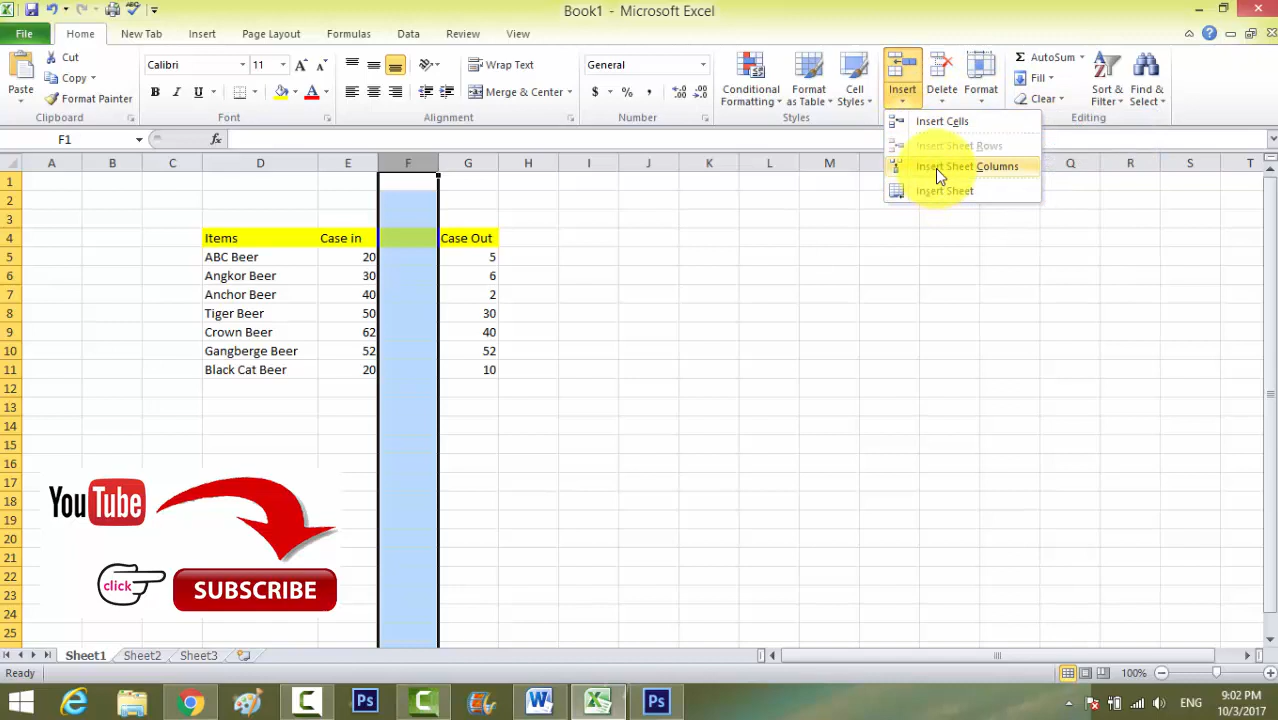 Book1 - Microsoft Excel
File Home New Tab Insert Page Layout Formulas Data Review View
Paste
Cut
Copy
Format Painter
Clipboard
Calibri 11
B I U
Font
Wrap Text
Merge & Center
Alignment
General
$ % ,
Number
Conditional Formatting
Format as Table
Cell Styles
Styles
Insert Delete Format
AutoSum
Fill
Clear
Sort & Filter
Find & Select
Editing
Insert Cells
Insert Sheet Rows
Insert Sheet Columns
Insert Sheet
F1
fx
A B C D E F G H I J K L M Q R S T
1
2
3
4 Items Case in Case Out
5 ABC Beer 20 5
6 Angkor Beer 30 6
7 Anchor Beer 40 2
8 Tiger Beer 50 30
9 Crown Beer 62 40
10 Gangberge Beer 52 52
11 Black Cat Beer 20 10
12
13
14
15
16
17
18
19
20
21
22
23
24
25
YouTube
click
SUBSCRIBE
Sheet1 Sheet2 Sheet3
Ready
100%
ENG
9:02 PM
10/3/2017